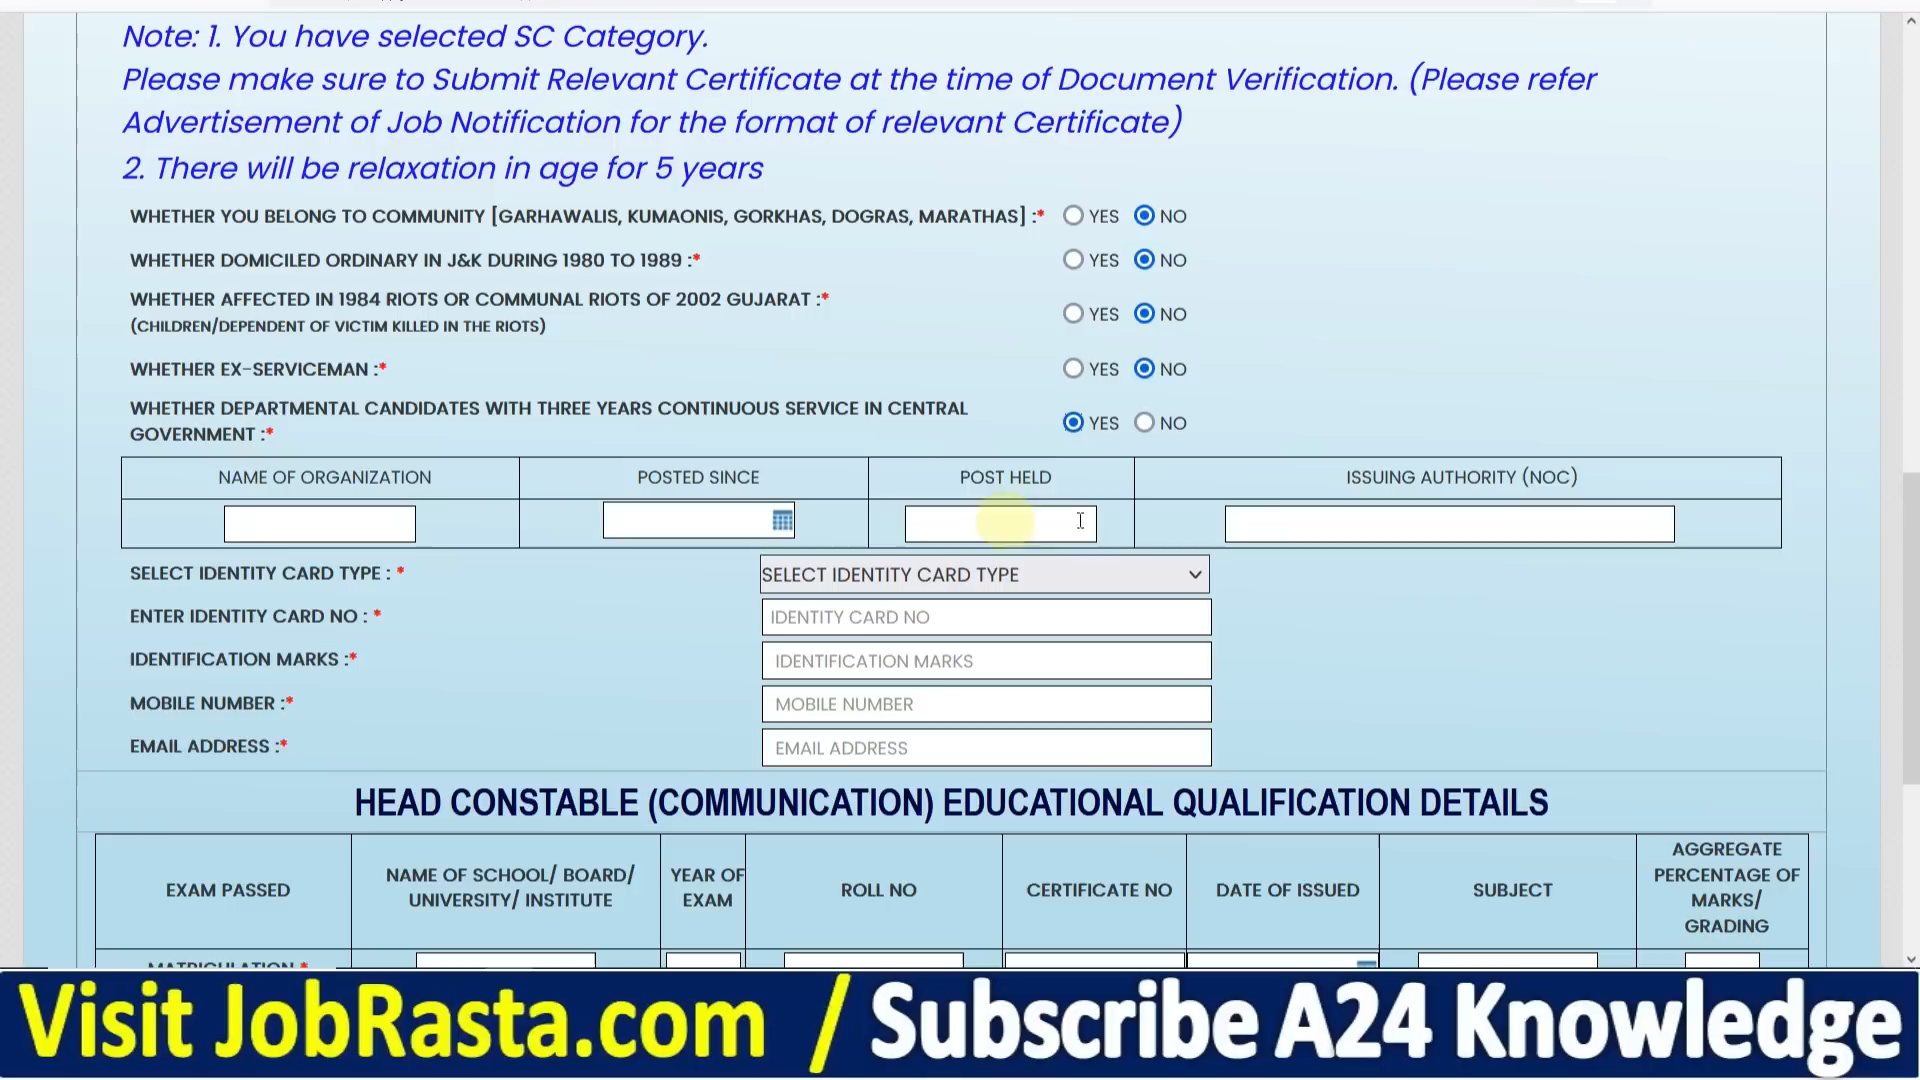 Note: 1. You have selected SC Category.
Please make sure to Submit Relevant Certificate at the time of Document Verification. (Please refer
Advertisement of Job Notification for the format of relevant Certificate)
2. There will be relaxation in age for 5 years
WHETHER YOU BELONG TO COMMUNITY [GARHAWALIS, KUMAONIS, GORKHAS, DOGRAS, MARATHAS] :* YES NO
WHETHER DOMICILED ORDINARY IN J&K DURING 1980 TO 1989 :* YES NO
WHETHER AFFECTED IN 1984 RIOTS OR COMMUNAL RIOTS OF 2002 GUJARAT :*
(CHILDREN/DEPENDENT OF VICTIM KILLED IN THE RIOTS) YES NO
WHETHER EX-SERVICEMAN :* YES NO
WHETHER DEPARTMENTAL CANDIDATES WITH THREE YEARS CONTINUOUS SERVICE IN CENTRAL
GOVERNMENT :* YES NO
NAME OF ORGANIZATION POSTED SINCE POST HELD ISSUING AUTHORITY (NOC)
SELECT IDENTITY CARD TYPE : * SELECT IDENTITY CARD TYPE
ENTER IDENTITY CARD NO : * IDENTITY CARD NO
IDENTIFICATION MARKS :* IDENTIFICATION MARKS
MOBILE NUMBER :* MOBILE NUMBER
EMAIL ADDRESS :* EMAIL ADDRESS
HEAD CONSTABLE (COMMUNICATION) EDUCATIONAL QUALIFICATION DETAILS
EXAM PASSED
NAME OF SCHOOL/ BOARD/
UNIVERSITY/ INSTITUTE
YEAR OF
EXAM
ROLL NO
CERTIFICATE NO
DATE OF ISSUED
SUBJECT
AGGREGATE
PERCENTAGE OF
MARKS/
GRADING
MATRICULATION *
Visit JobRasta.com / Subscribe A24 Knowledge